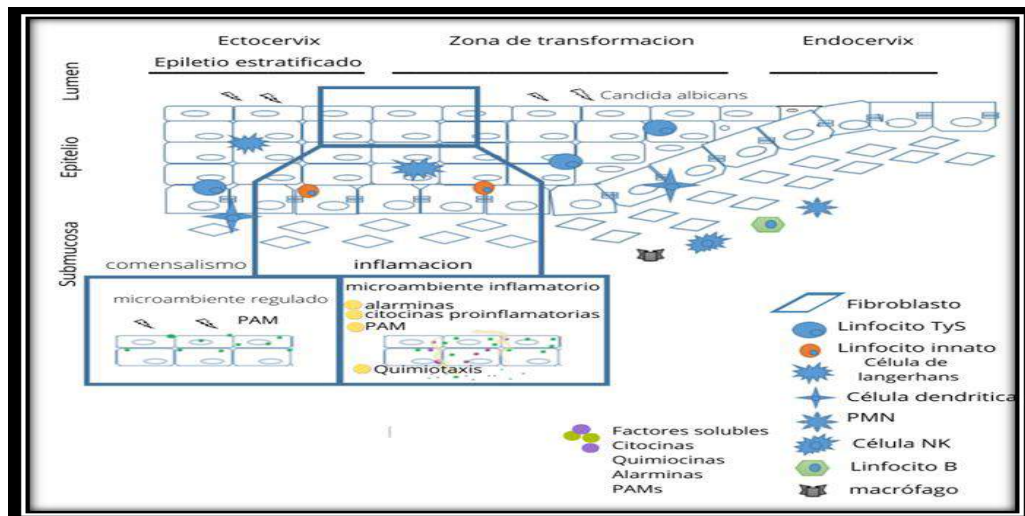 Ectocervix
Zona de transformacion
Endocervix
Epiletio estratificado
Lumen
Candida albicans
Epitelio
Submucosa
comensalismo
inflamacion
microambiente regulado
PAM
microambiente inflamatorio
alarminas
citocinas proinflamatorias
PAM
Quimiotaxis
Fibroblasto
Linfocito TyS
Linfocito innato
Célula de
langerhans
Célula dendritica
PMN
Célula NK
Linfocito B
macrófago
Factores solubles
Citocinas
Quimiocinas
Alarminas
PAMs